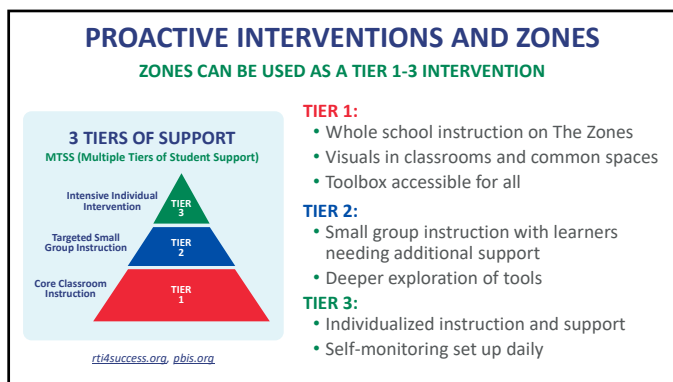 PROACTIVE INTERVENTIONS AND ZONES
ZONES CAN BE USED AS A TIER 1-3 INTERVENTION
3 TIERS OF SUPPORT
MTSS (Multiple Tiers of Student Support)
Intensive Individual
Intervention
TIER
3
Targeted Small
Group Instruction
TIER
2
Core Classroom
Instruction
TIER
1
rti4success.org, pbis.org
TIER 1:
• Whole school instruction on The Zones
• Visuals in classrooms and common spaces
• Toolbox accessible for all
TIER 2:
• Small group instruction with learners
needing additional support
• Deeper exploration of tools
TIER 3:
• Individualized instruction and support
• Self-monitoring set up daily